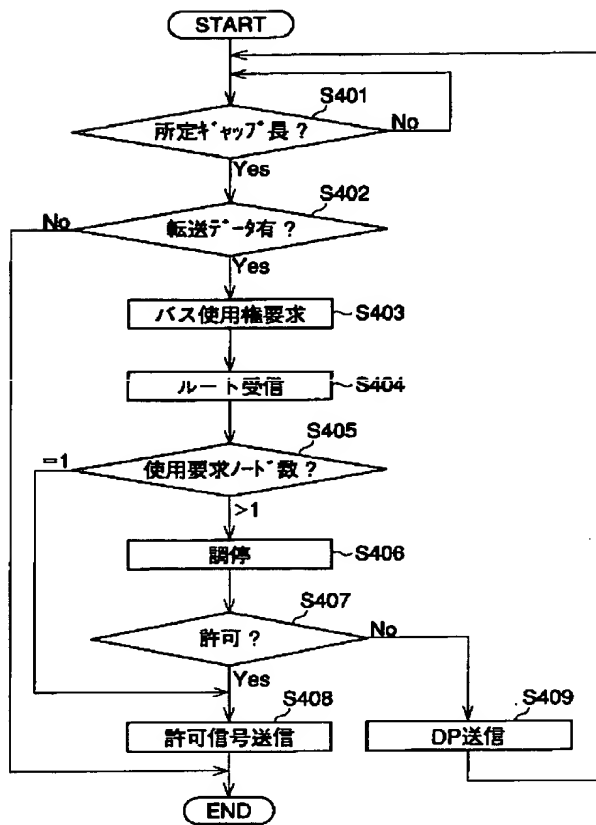 START
S401
所定ギャップ長？
No
Yes
S402
No
転送データ有？
Yes
バス使用権要求
S403
ルート受信
S404
S405
=1
使用要求ノード数？
>1
調停
S406
S407
許可？
No
Yes
S408
許可信号送信
S409
DP送信
END